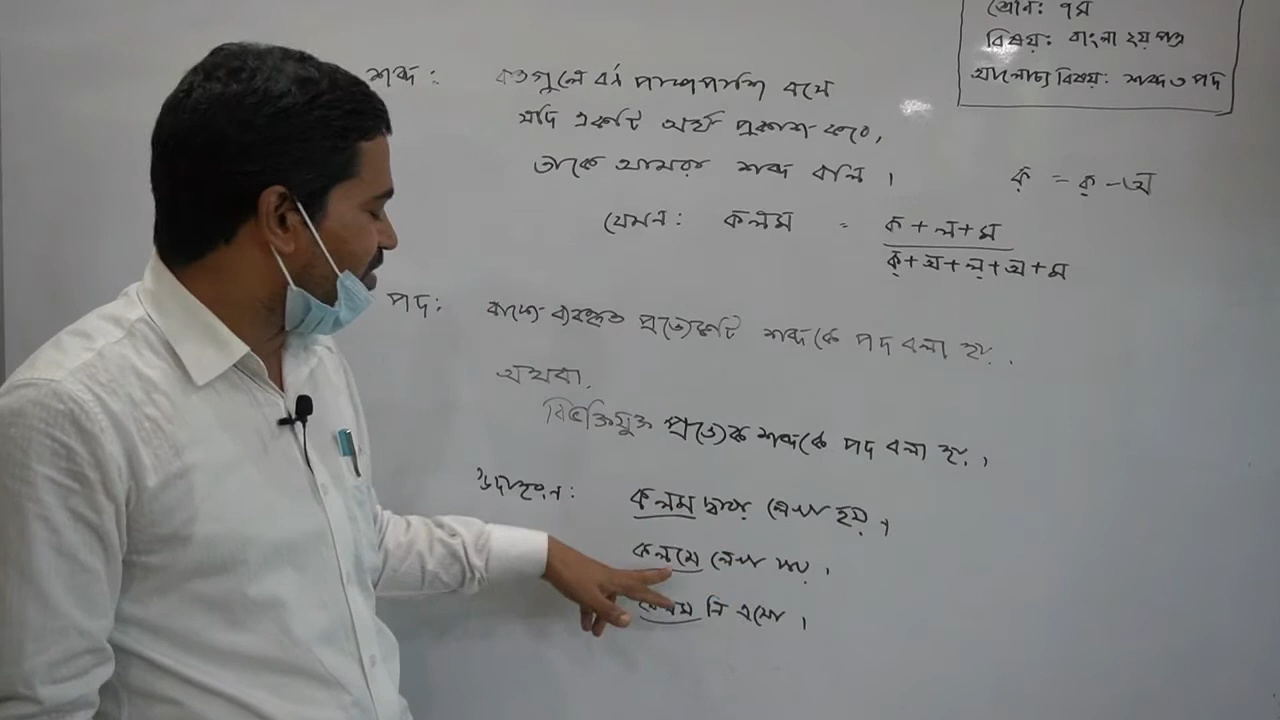 শ্রেণি: ৭ম
বিষয়: বাংলা ২য় পত্র
আলোচ্য বিষয়: শব্দ ও পদ
শব্দ: কতগুলে বর্ণ পাশাপাশি বসে
যদি একটি অর্থ প্রকাশ করে,
তাকে আমরা শব্দ বলি।
ক = ক্ - অ
যেমন: কলম = ক + ল + ম
ক্ + অ + ল্ + অ + ম
পদ: বাক্যে ব্যবহৃত প্রত্যেকটি শব্দকে পদ বলা হয়.
অথবা,
বিভক্তিযুক্ত প্রত্যেক শব্দকে পদ বলা হয়।
উদাহরণ: কলম দ্বারা লেখা হয়।
কলমে লেখা হয়।
কলম নি এসো।